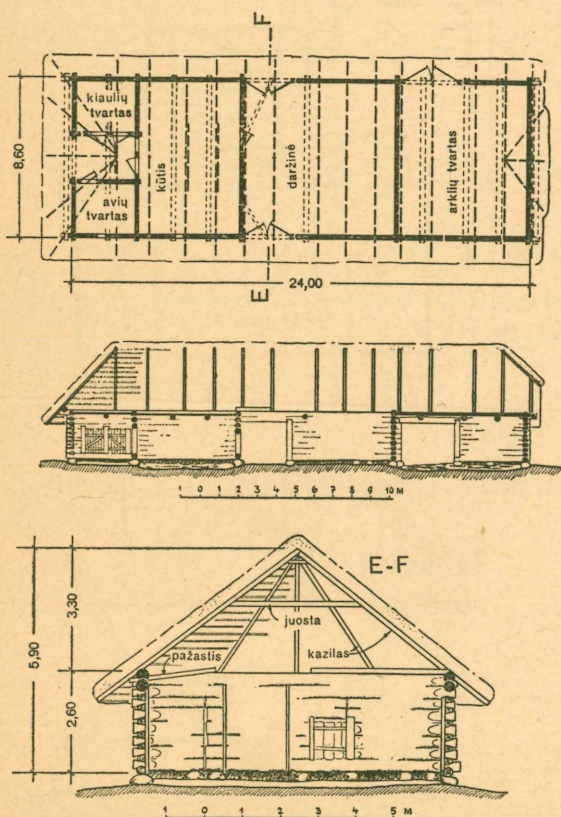 F
kiaulių
tvartas
avių
tvartas
kūtis
daržinė
arklių tvartas
8,60
E
24,00
1 0 1 2 3 4 5 6 7 8 9 10 M
E-F
juosta
pažastis
kazilas
3,30
5,90
2,60
1 0 1 2 3 4 5 M